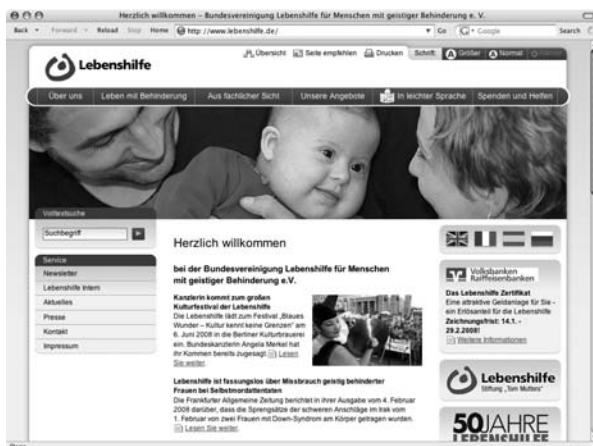 Herzlich willkommen – Bundesvereinigung Lebenshilfe für Menschen mit geistiger Behinderung e. V.
Back Forward Reload Stop Home http://www.lebenshilfe.de/ Go Google Search
Übersicht Seite empfehlen Drucken Schrift: A Größer A Normal
Lebenshilfe
Über uns Leben mit Behinderung Aus fachlicher Sicht Unsere Angebote In leichter Sprache Spenden und Helfen
Volltextsuche
Suchbegriff
Service
Newsletter
Lebenshilfe Intern
Aktuelles
Presse
Kontakt
Impressum
Herzlich willkommen
bei der Bundesvereinigung Lebenshilfe für Menschen
mit geistiger Behinderung e.V.
Kanzlerin kommt zum großen
Kulturfestival der Lebenshilfe
Die Lebenshilfe lädt zum Festival „Blaues
Wunder – Kultur kennt keine Grenzen" am
6. Juni 2008 in die Berliner Kulturbrauerei
ein. Bundeskanzlerin Angela Merkel hat
ihr Kommen bereits zugesagt. Lesen
Sie weiter.
Lebenshilfe ist fassungslos über Missbrauch geistig behinderter
Frauen bei Selbstmordattentaten
Die Frankfurter Allgemeine Zeitung berichtet in ihrer Ausgabe vom 4. Februar
2008 darüber, dass die Sprengsätze der schweren Anschläge im Irak vom
1. Februar von zwei Frauen mit Down-Syndrom am Körper getragen wurden.
Lesen Sie weiter.
Volksbanken
Raiffeisenbanken
Das Lebenshilfe Zertifikat
Eine attraktive Geldanlage für Sie -
ein Erlösanteil für die Lebenshilfe
Zeichnungsfrist: 14.1. -
29.2.2008!
Weitere Informationen
Lebenshilfe
Stiftung „Tom Mutters"
50 JAHRE
LEBENSHILFE